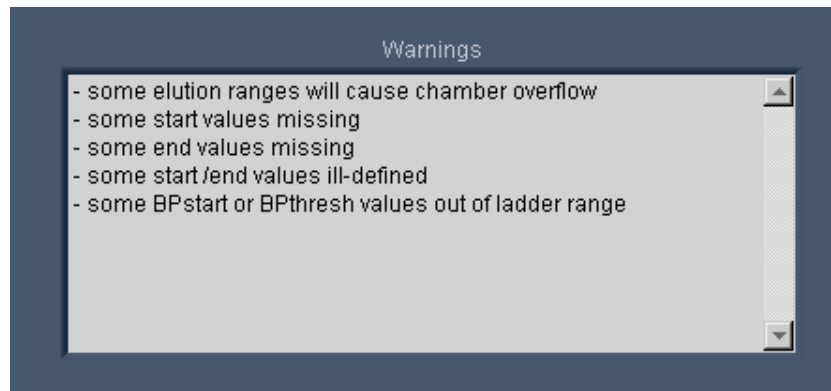 Warnings
- some elution ranges will cause chamber overflow
- some start values missing
- some end values missing
- some start /end values ill-defined
- some BPstart or BPthresh values out of ladder range